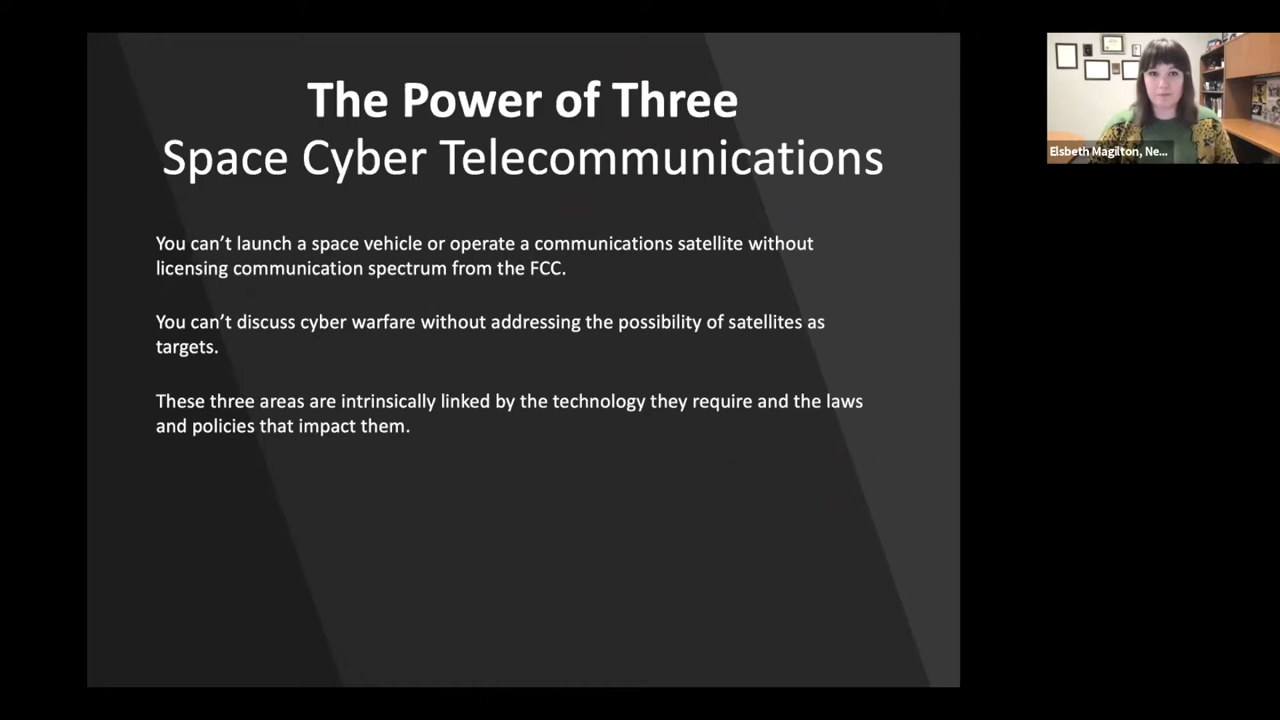 The Power of Three
Space Cyber Telecommunications
You can’t launch a space vehicle or operate a communications satellite without
licensing communication spectrum from the FCC.
You can’t discuss cyber warfare without addressing the possibility of satellites as
targets.
These three areas are intrinsically linked by the technology they require and the laws
and policies that impact them.
Elsbeth Magilton, Ne...